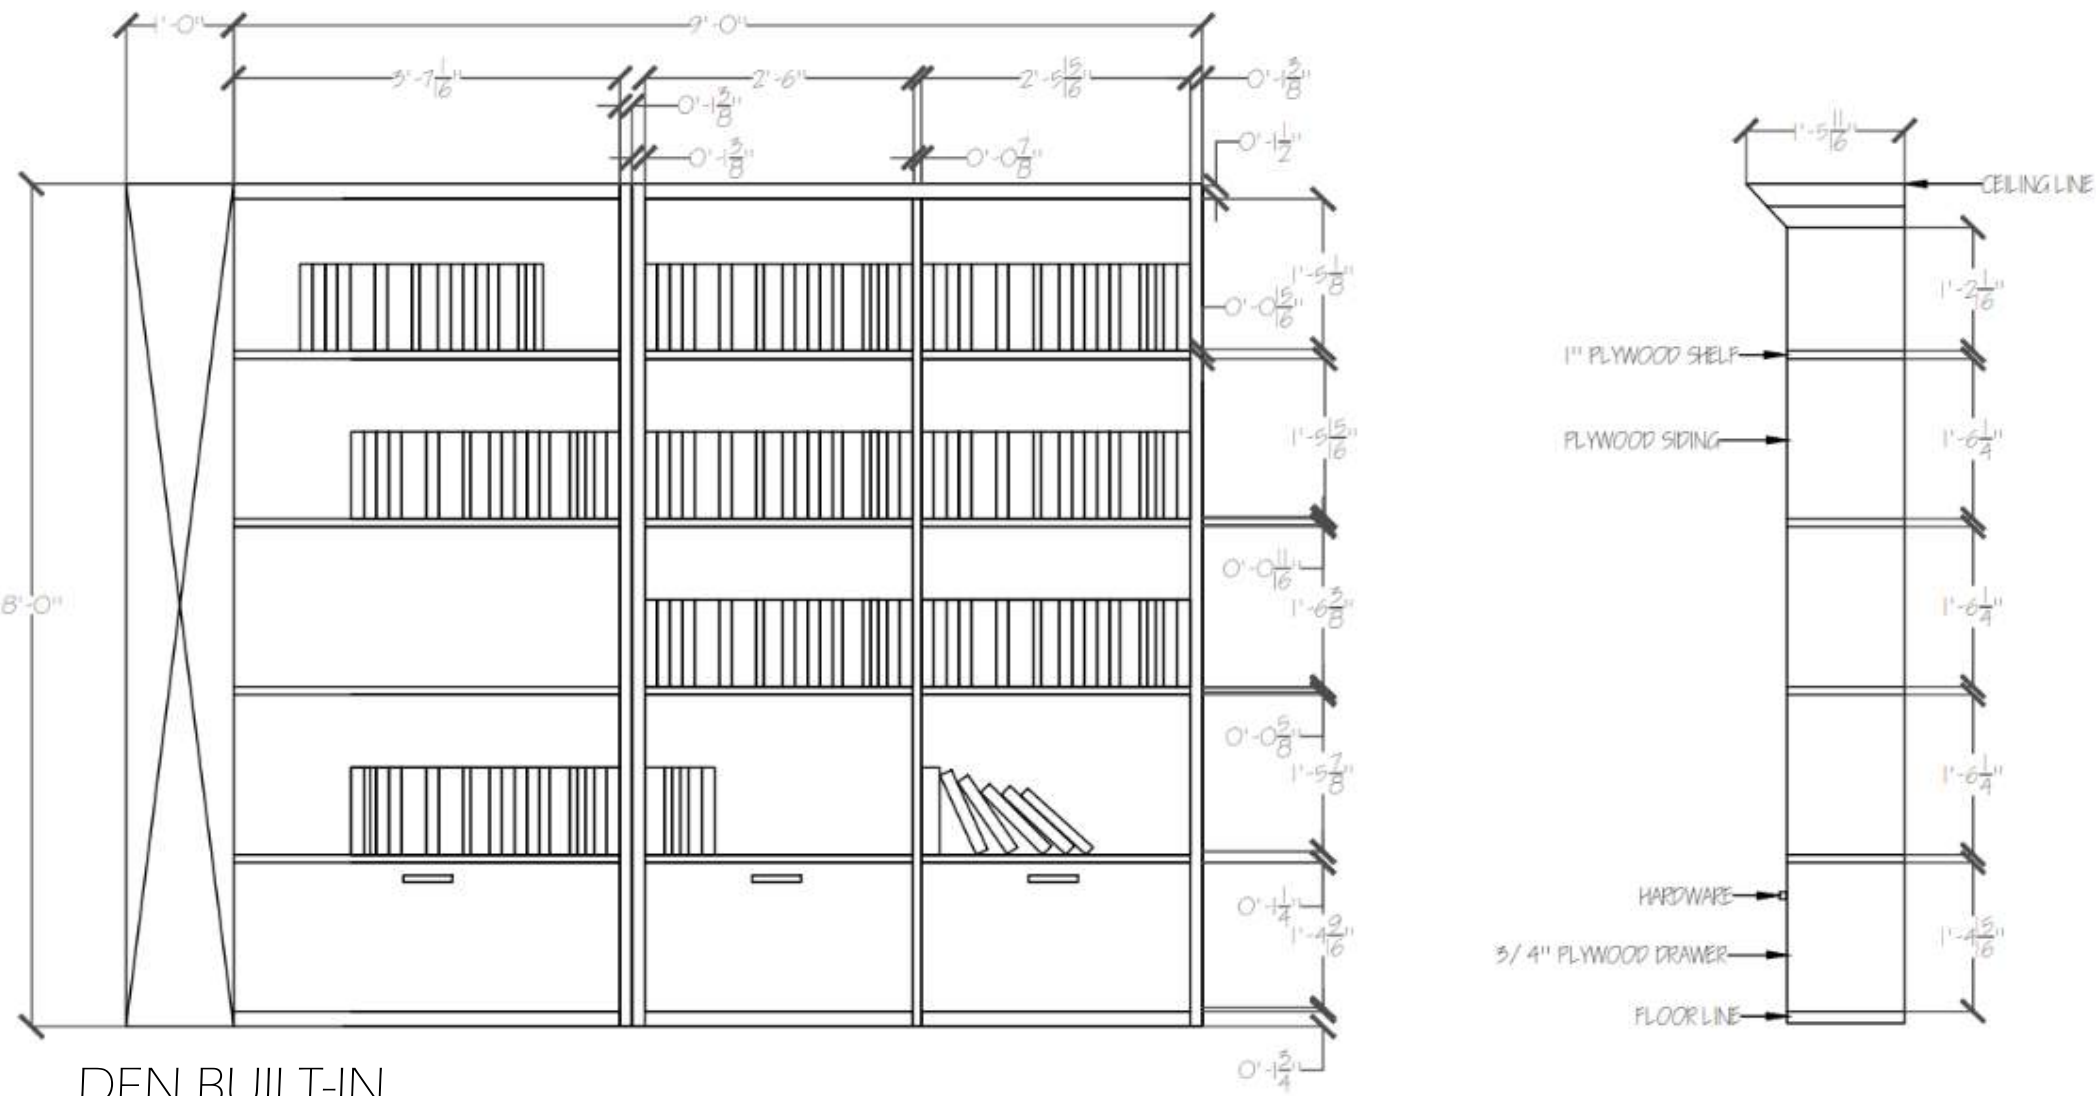 1'-0" 9'-0"
3'-7 1/16" 2'-6" 2'-5 15/16" 0'-1 3/8"
0'-1 3/8"
0'-1 3/8" 0'-0 7/8" 0'-1 1/2"
1'-5 11/16"
CEILING LINE
1'-5 1/8"
0'-0 15/16"
1'-2 1/16"
1" PLYWOOD SHELF
1'-5 15/16"
PLYWOOD SIDING
1'-6 1/4"
0'-0 11/16"
8'-0"
1'-6 3/8"
1'-6 1/4"
0'-0 5/8"
1'-5 7/8"
1'-6 1/4"
HARDWARE
0'-1 1/4"
1'-4 9/16"
1'-4 15/16"
3/4" PLYWOOD DRAWER
FLOOR LINE
0'-1 3/4"
DEN BUILT-IN